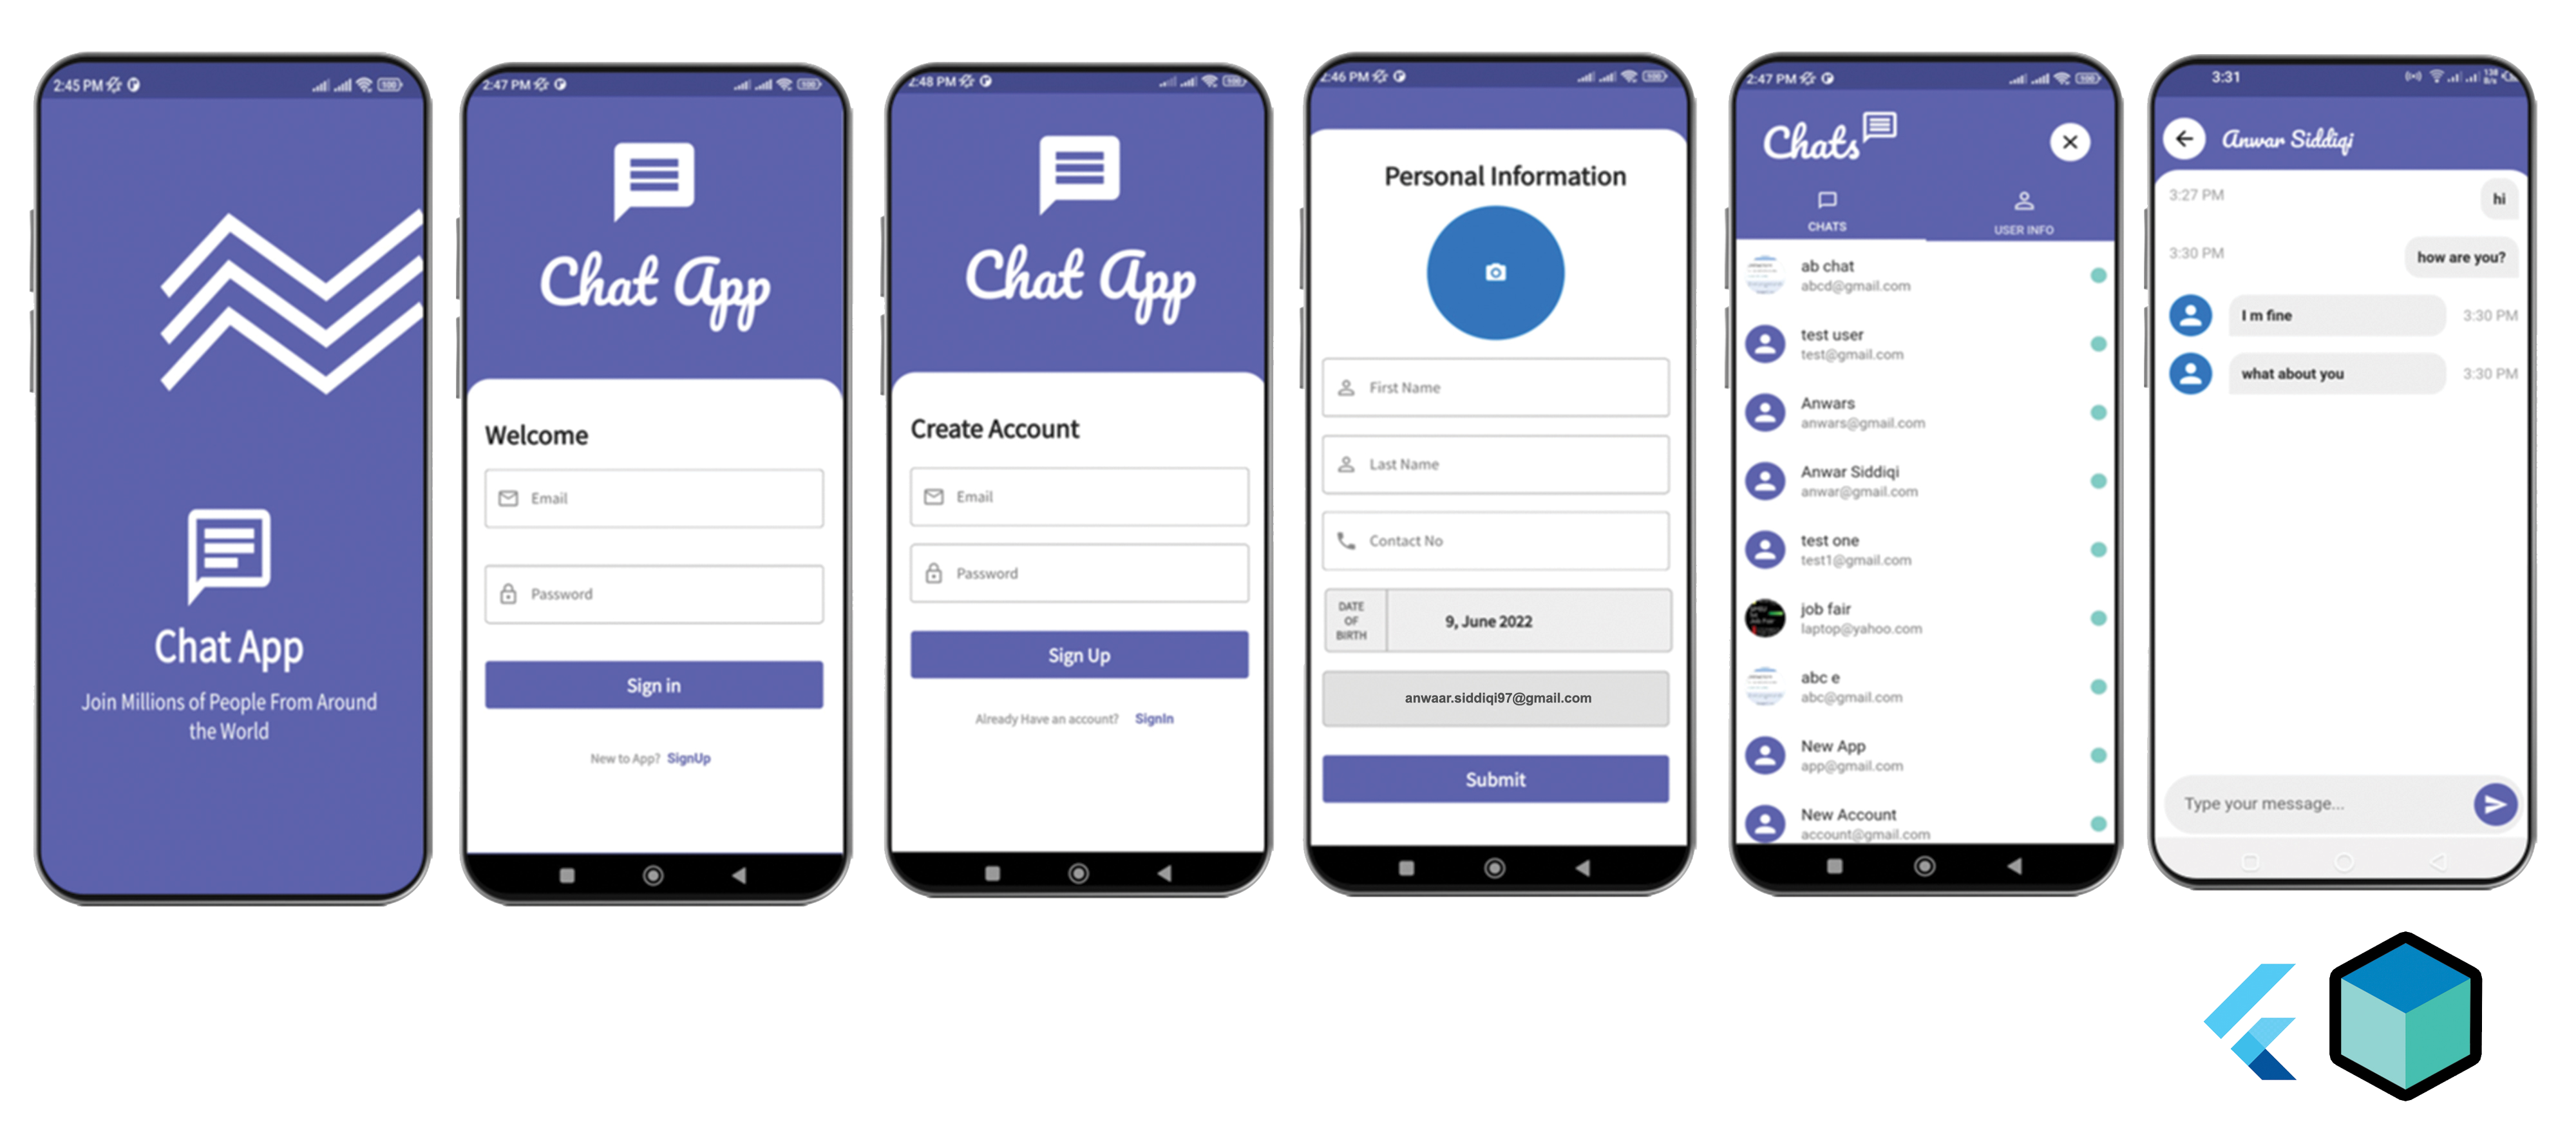 2:45 PM
Chat App
Join Millions of People From Around
the World
2:47 PM
Chat App
Welcome
Email
Password
Sign in
New to App? SignUp
2:48 PM
Chat App
Create Account
Email
Password
Sign Up
Already Have an account? SignIn
2:46 PM
Personal Information
First Name
Last Name
Contact No
DATE
OF
BIRTH
9, June 2022
anwaar.siddiqi97@gmail.com
Submit
2:47 PM
Chats
CHATS
USER INFO
ab chat
abcd@gmail.com
test user
test@gmail.com
Anwars
anwars@gmail.com
Anwar Siddiqi
anwar@gmail.com
test one
test1@gmail.com
job fair
laptop@yahoo.com
abc e
abc@gmail.com
New App
app@gmail.com
New Account
account@gmail.com
3:31
Anwar Siddiqi
3:27 PM hi
3:30 PM how are you?
I m fine 3:30 PM
what about you 3:30 PM
Type your message...